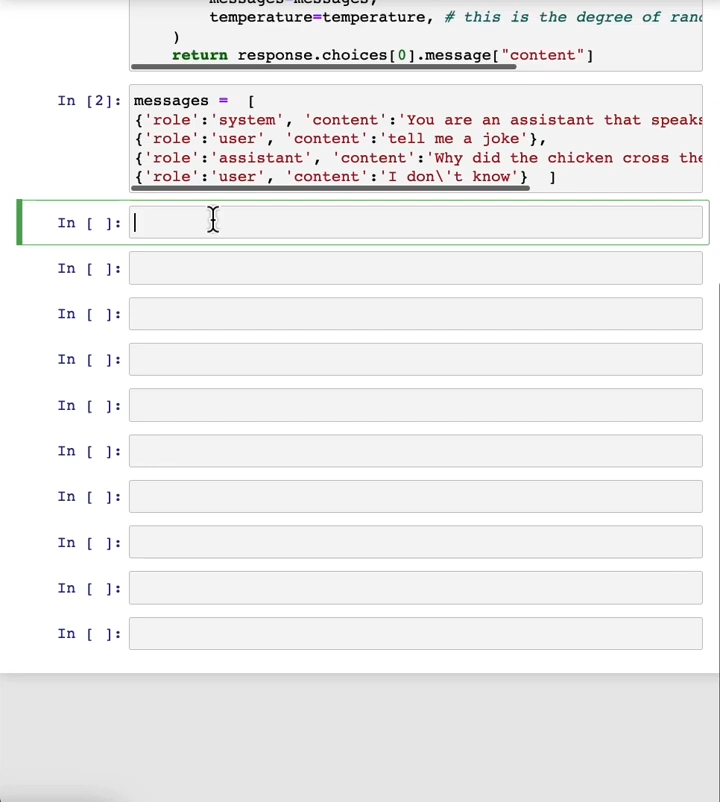 temperature=temperature, # this is the degree of
)
return response.choices[0].message["content"]
In [2]: messages =  [
{'role':'system', 'content':'You are an assistant that speaks
{'role':'user', 'content':'tell me a joke'},
{'role':'assistant', 'content':'Why did the chicken cross the
{'role':'user', 'content':'I don\'t know'}  ]
In [ ]:
In [ ]:
In [ ]:
In [ ]:
In [ ]:
In [ ]:
In [ ]:
In [ ]:
In [ ]:
In [ ]: